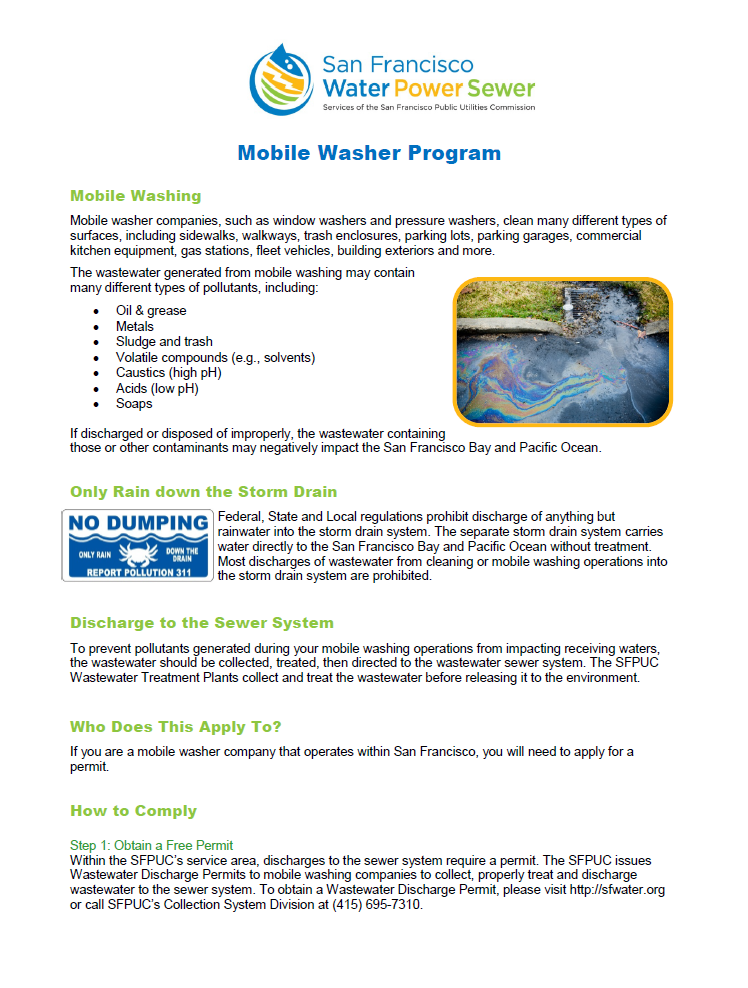 San Francisco
Water Power Sewer
Services of the San Francisco Public Utilities Commission
Mobile Washer Program
Mobile Washing
Mobile washer companies, such as window washers and pressure washers, clean many different types of
surfaces, including sidewalks, walkways, trash enclosures, parking lots, parking garages, commercial
kitchen equipment, gas stations, fleet vehicles, building exteriors and more.
The wastewater generated from mobile washing may contain
many different types of pollutants, including:
• Oil & grease
• Metals
• Sludge and trash
• Volatile compounds (e.g., solvents)
• Caustics (high pH)
• Acids (low pH)
• Soaps
If discharged or disposed of improperly, the wastewater containing
those or other contaminants may negatively impact the San Francisco Bay and Pacific Ocean.
Only Rain down the Storm Drain
NO DUMPING
ONLY RAIN
DOWN THE
DRAIN
REPORT POLLUTION 311
Federal, State and Local regulations prohibit discharge of anything but
rainwater into the storm drain system. The separate storm drain system carries
water directly to the San Francisco Bay and Pacific Ocean without treatment.
Most discharges of wastewater from cleaning or mobile washing operations into
the storm drain system are prohibited.
Discharge to the Sewer System
To prevent pollutants generated during your mobile washing operations from impacting receiving waters,
the wastewater should be collected, treated, then directed to the wastewater sewer system. The SFPUC
Wastewater Treatment Plants collect and treat the wastewater before releasing it to the environment.
Who Does This Apply To?
If you are a mobile washer company that operates within San Francisco, you will need to apply for a
permit.
How to Comply
Step 1: Obtain a Free Permit
Within the SFPUC's service area, discharges to the sewer system require a permit. The SFPUC issues
Wastewater Discharge Permits to mobile washing companies to collect, properly treat and discharge
wastewater to the sewer system. To obtain a Wastewater Discharge Permit, please visit http://sfwater.org
or call SFPUC's Collection System Division at (415) 695-7310.